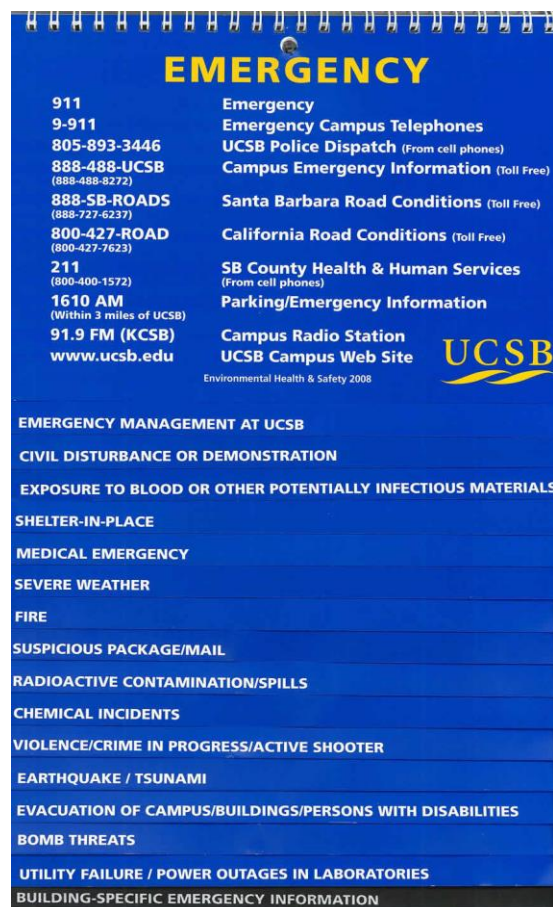 EMERGENCY
911 Emergency
9-911 Emergency Campus Telephones
805-893-3446 UCSB Police Dispatch (From cell phones)
888-488-UCSB Campus Emergency Information (Toll Free)
(888-488-8272)
888-SB-ROADS Santa Barbara Road Conditions (Toll Free)
(888-727-6237)
800-427-ROAD California Road Conditions (Toll Free)
(800-427-7623)
211 SB County Health & Human Services
(800-400-1572) (From cell phones)
1610 AM Parking/Emergency Information
(Within 3 miles of UCSB)
91.9 FM (KCSB) Campus Radio Station
www.ucsb.edu UCSB Campus Web Site
UCSB
Environmental Health & Safety 2008
EMERGENCY MANAGEMENT AT UCSB
CIVIL DISTURBANCE OR DEMONSTRATION
EXPOSURE TO BLOOD OR OTHER POTENTIALLY INFECTIOUS MATERIALS
SHELTER-IN-PLACE
MEDICAL EMERGENCY
SEVERE WEATHER
FIRE
SUSPICIOUS PACKAGE/MAIL
RADIOACTIVE CONTAMINATION/SPILLS
CHEMICAL INCIDENTS
VIOLENCE/CRIME IN PROGRESS/ACTIVE SHOOTER
EARTHQUAKE / TSUNAMI
EVACUATION OF CAMPUS/BUILDINGS/PERSONS WITH DISABILITIES
BOMB THREATS
UTILITY FAILURE / POWER OUTAGES IN LABORATORIES
BUILDING-SPECIFIC EMERGENCY INFORMATION